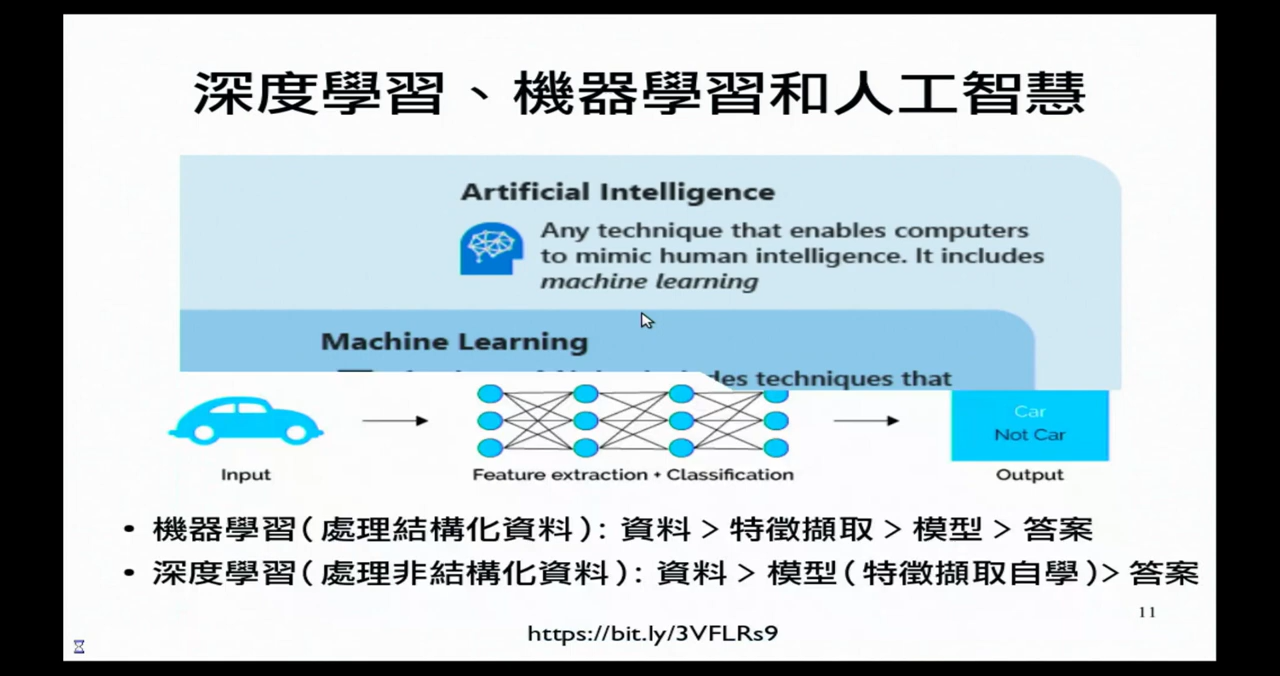 深度學習、機器學習和人工智慧
Artificial Intelligence
Any technique that enables computers
to mimic human intelligence. It includes
machine learning
Machine Learning
des techniques that
Car
Not Car
Input
Feature extraction + Classification
Output
• 機器學習(處理結構化資料): 資料 > 特徵擷取 > 模型 > 答案
• 深度學習(處理非結構化資料): 資料 > 模型(特徵擷取自學)> 答案
11
https://bit.ly/3VFLRs9